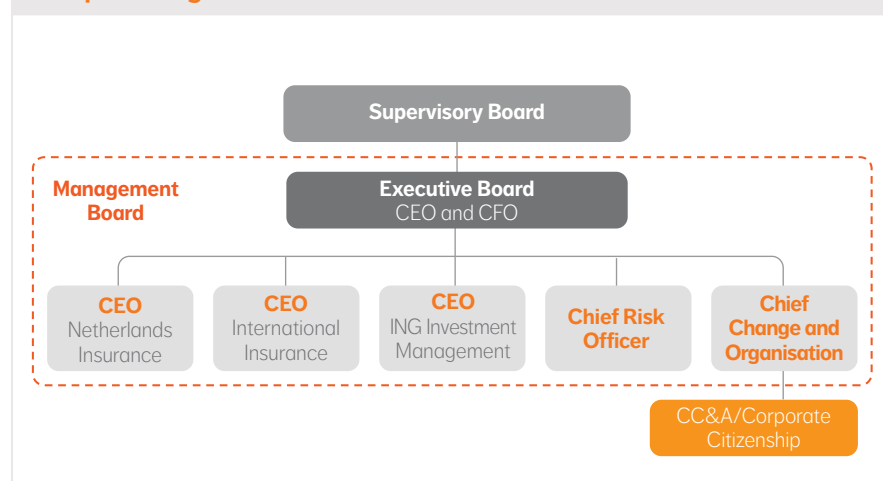 Supervisory Board
Management
Board
Executive Board
CEO and CFO
CEO
Netherlands
Insurance
CEO
International
Insurance
CEO
ING Investment
Management
Chief Risk
Officer
Chief
Change and
Organisation
CC&A/Corporate
Citizenship